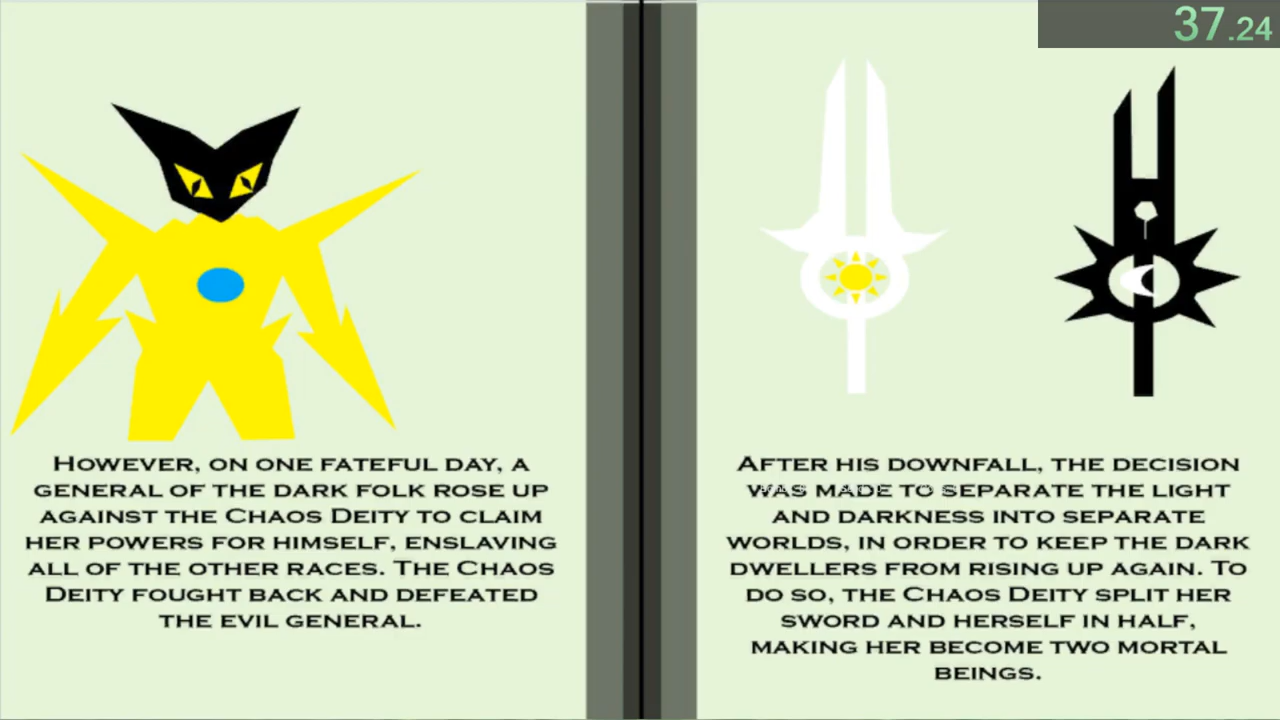 37.24
However, on one fateful day, a
general of the dark folk rose up
against the Chaos Deity to claim
her powers for himself, enslaving
all of the other races. The Chaos
Deity fought back and defeated
the evil general.
After his downfall, the decision
was made to separate the light
and darkness into separate
worlds, in order to keep the dark
dwellers from rising up again. To
do so, the Chaos Deity split her
sword and herself in half,
making her become two mortal
beings.